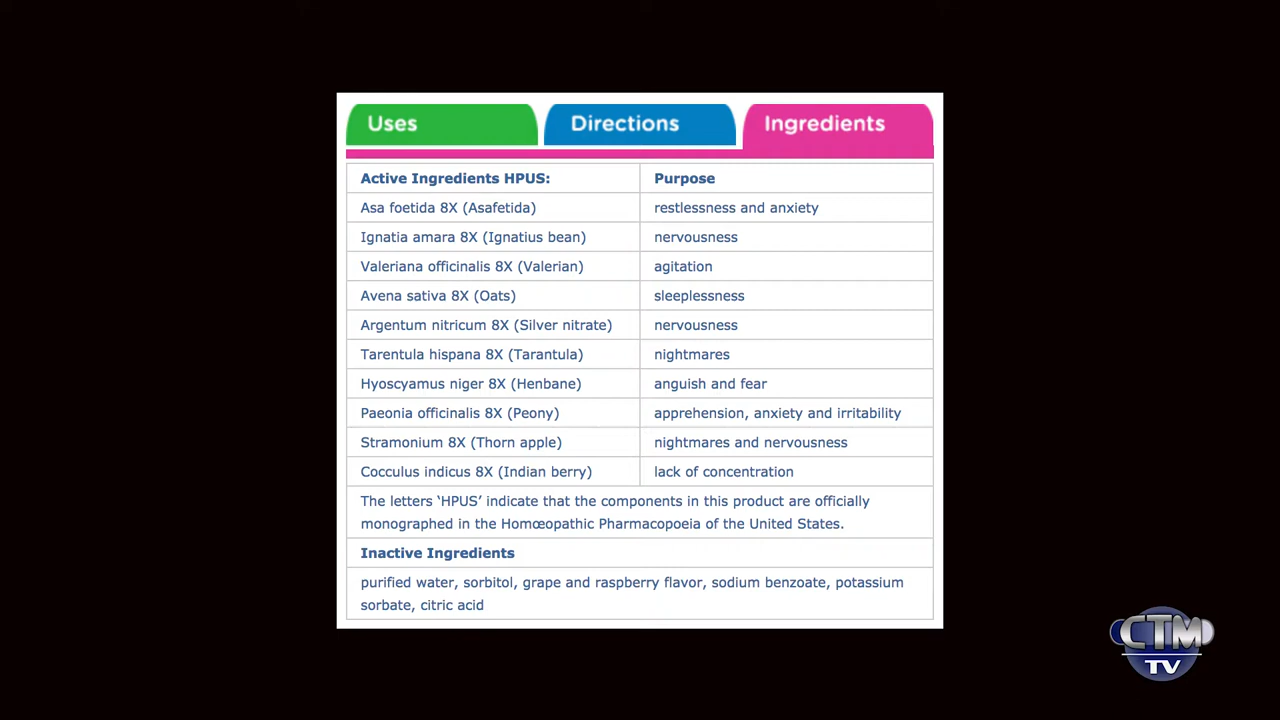 Uses Directions Ingredients
Active Ingredients HPUS: Purpose
Asa foetida 8X (Asafetida) restlessness and anxiety
Ignatia amara 8X (Ignatius bean) nervousness
Valeriana officinalis 8X (Valerian) agitation
Avena sativa 8X (Oats) sleeplessness
Argentum nitricum 8X (Silver nitrate) nervousness
Tarentula hispana 8X (Tarantula) nightmares
Hyoscyamus niger 8X (Henbane) anguish and fear
Paeonia officinalis 8X (Peony) apprehension, anxiety and irritability
Stramonium 8X (Thorn apple) nightmares and nervousness
Cocculus indicus 8X (Indian berry) lack of concentration
The letters ‘HPUS’ indicate that the components in this product are officially
monographed in the Homœopathic Pharmacopoeia of the United States.
Inactive Ingredients
purified water, sorbitol, grape and raspberry flavor, sodium benzoate, potassium
sorbate, citric acid
CTM
TV